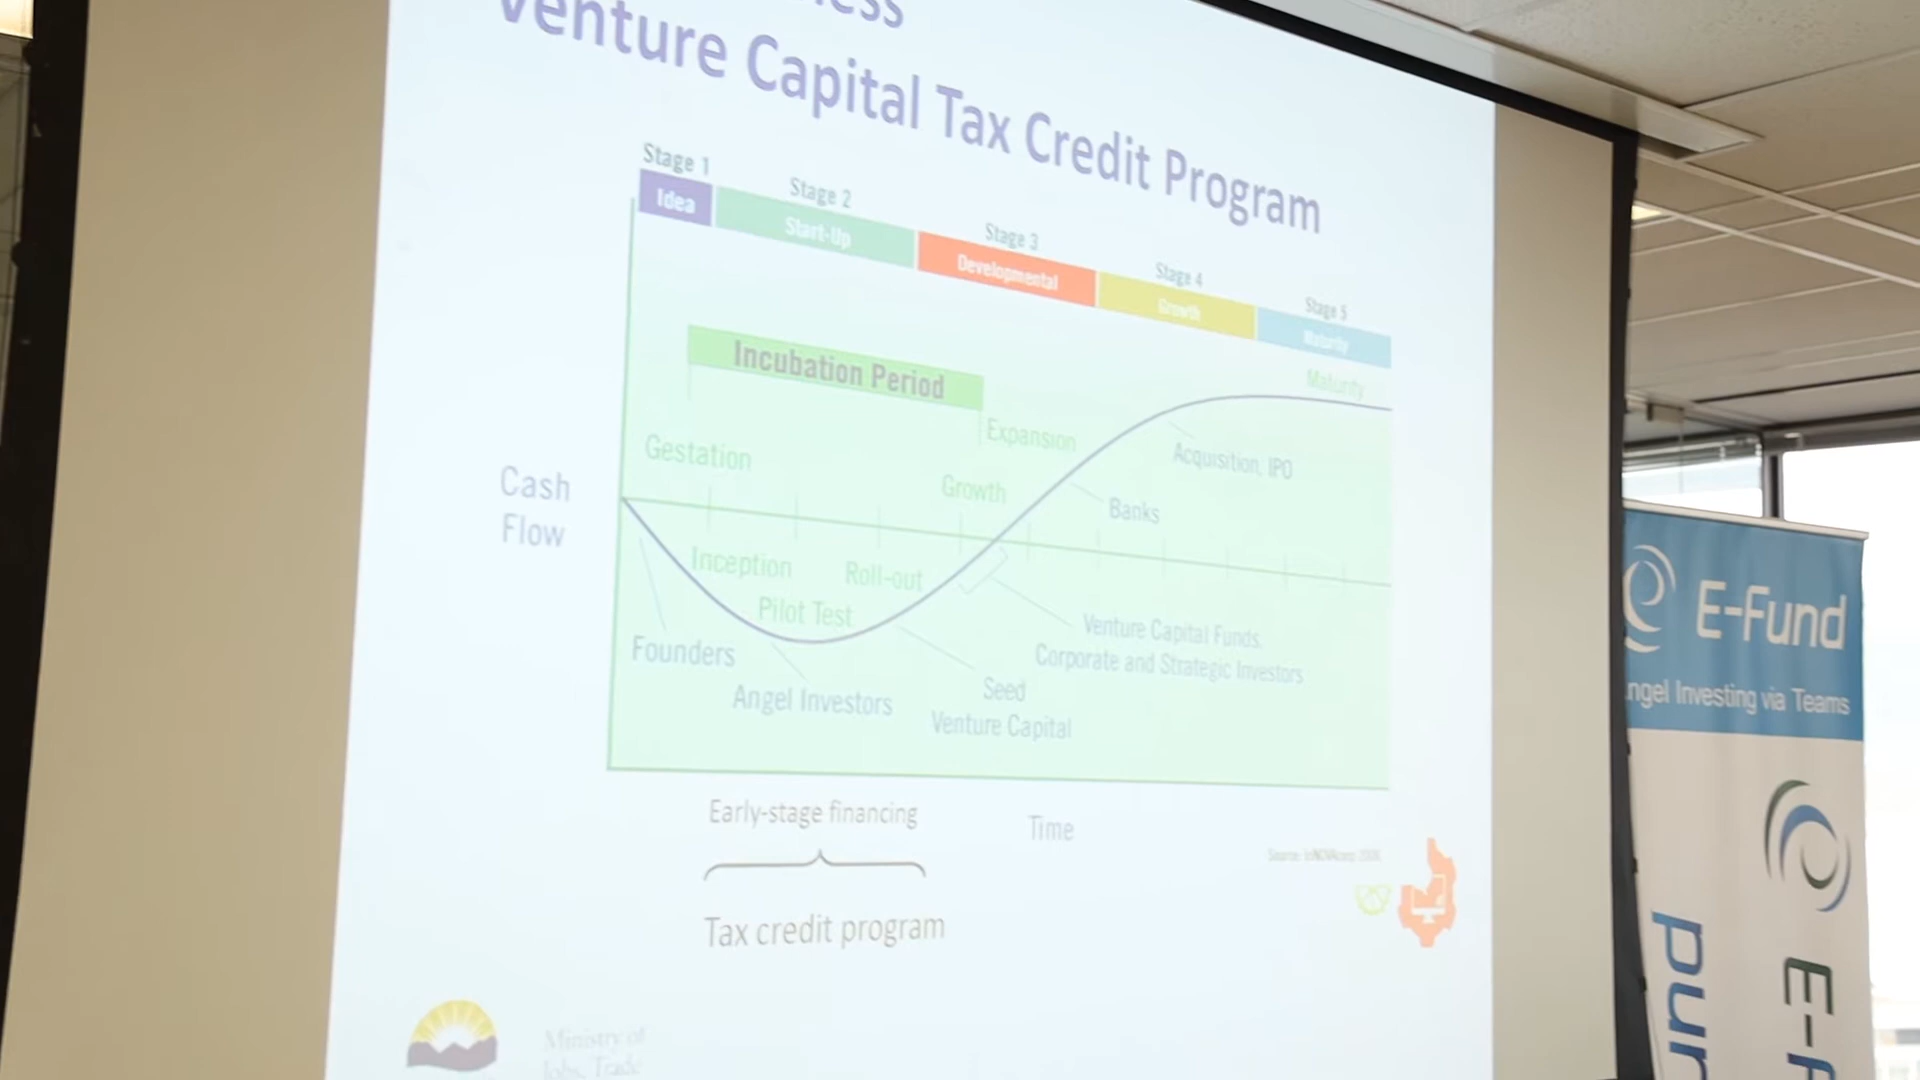 Venture Capital Tax Credit Program
Stage 1
Stage 2
Stage 3
Stage 4
Stage 5
Idea
Start-Up
Developmental
Growth
Maturity
Incubation Period
Maturity
Expansion
Acquisition, IPO
Gestation
Growth
Banks
Cash
Flow
Inception
Roll-out
Pilot Test
Venture Capital Funds,
Corporate and Strategic Investors
Founders
Angel Investors
Seed
Venture Capital
Early-stage financing
Time
Tax credit program
Ministry of
Jobs, Trade
E-Fund
Angel Investing via Teams